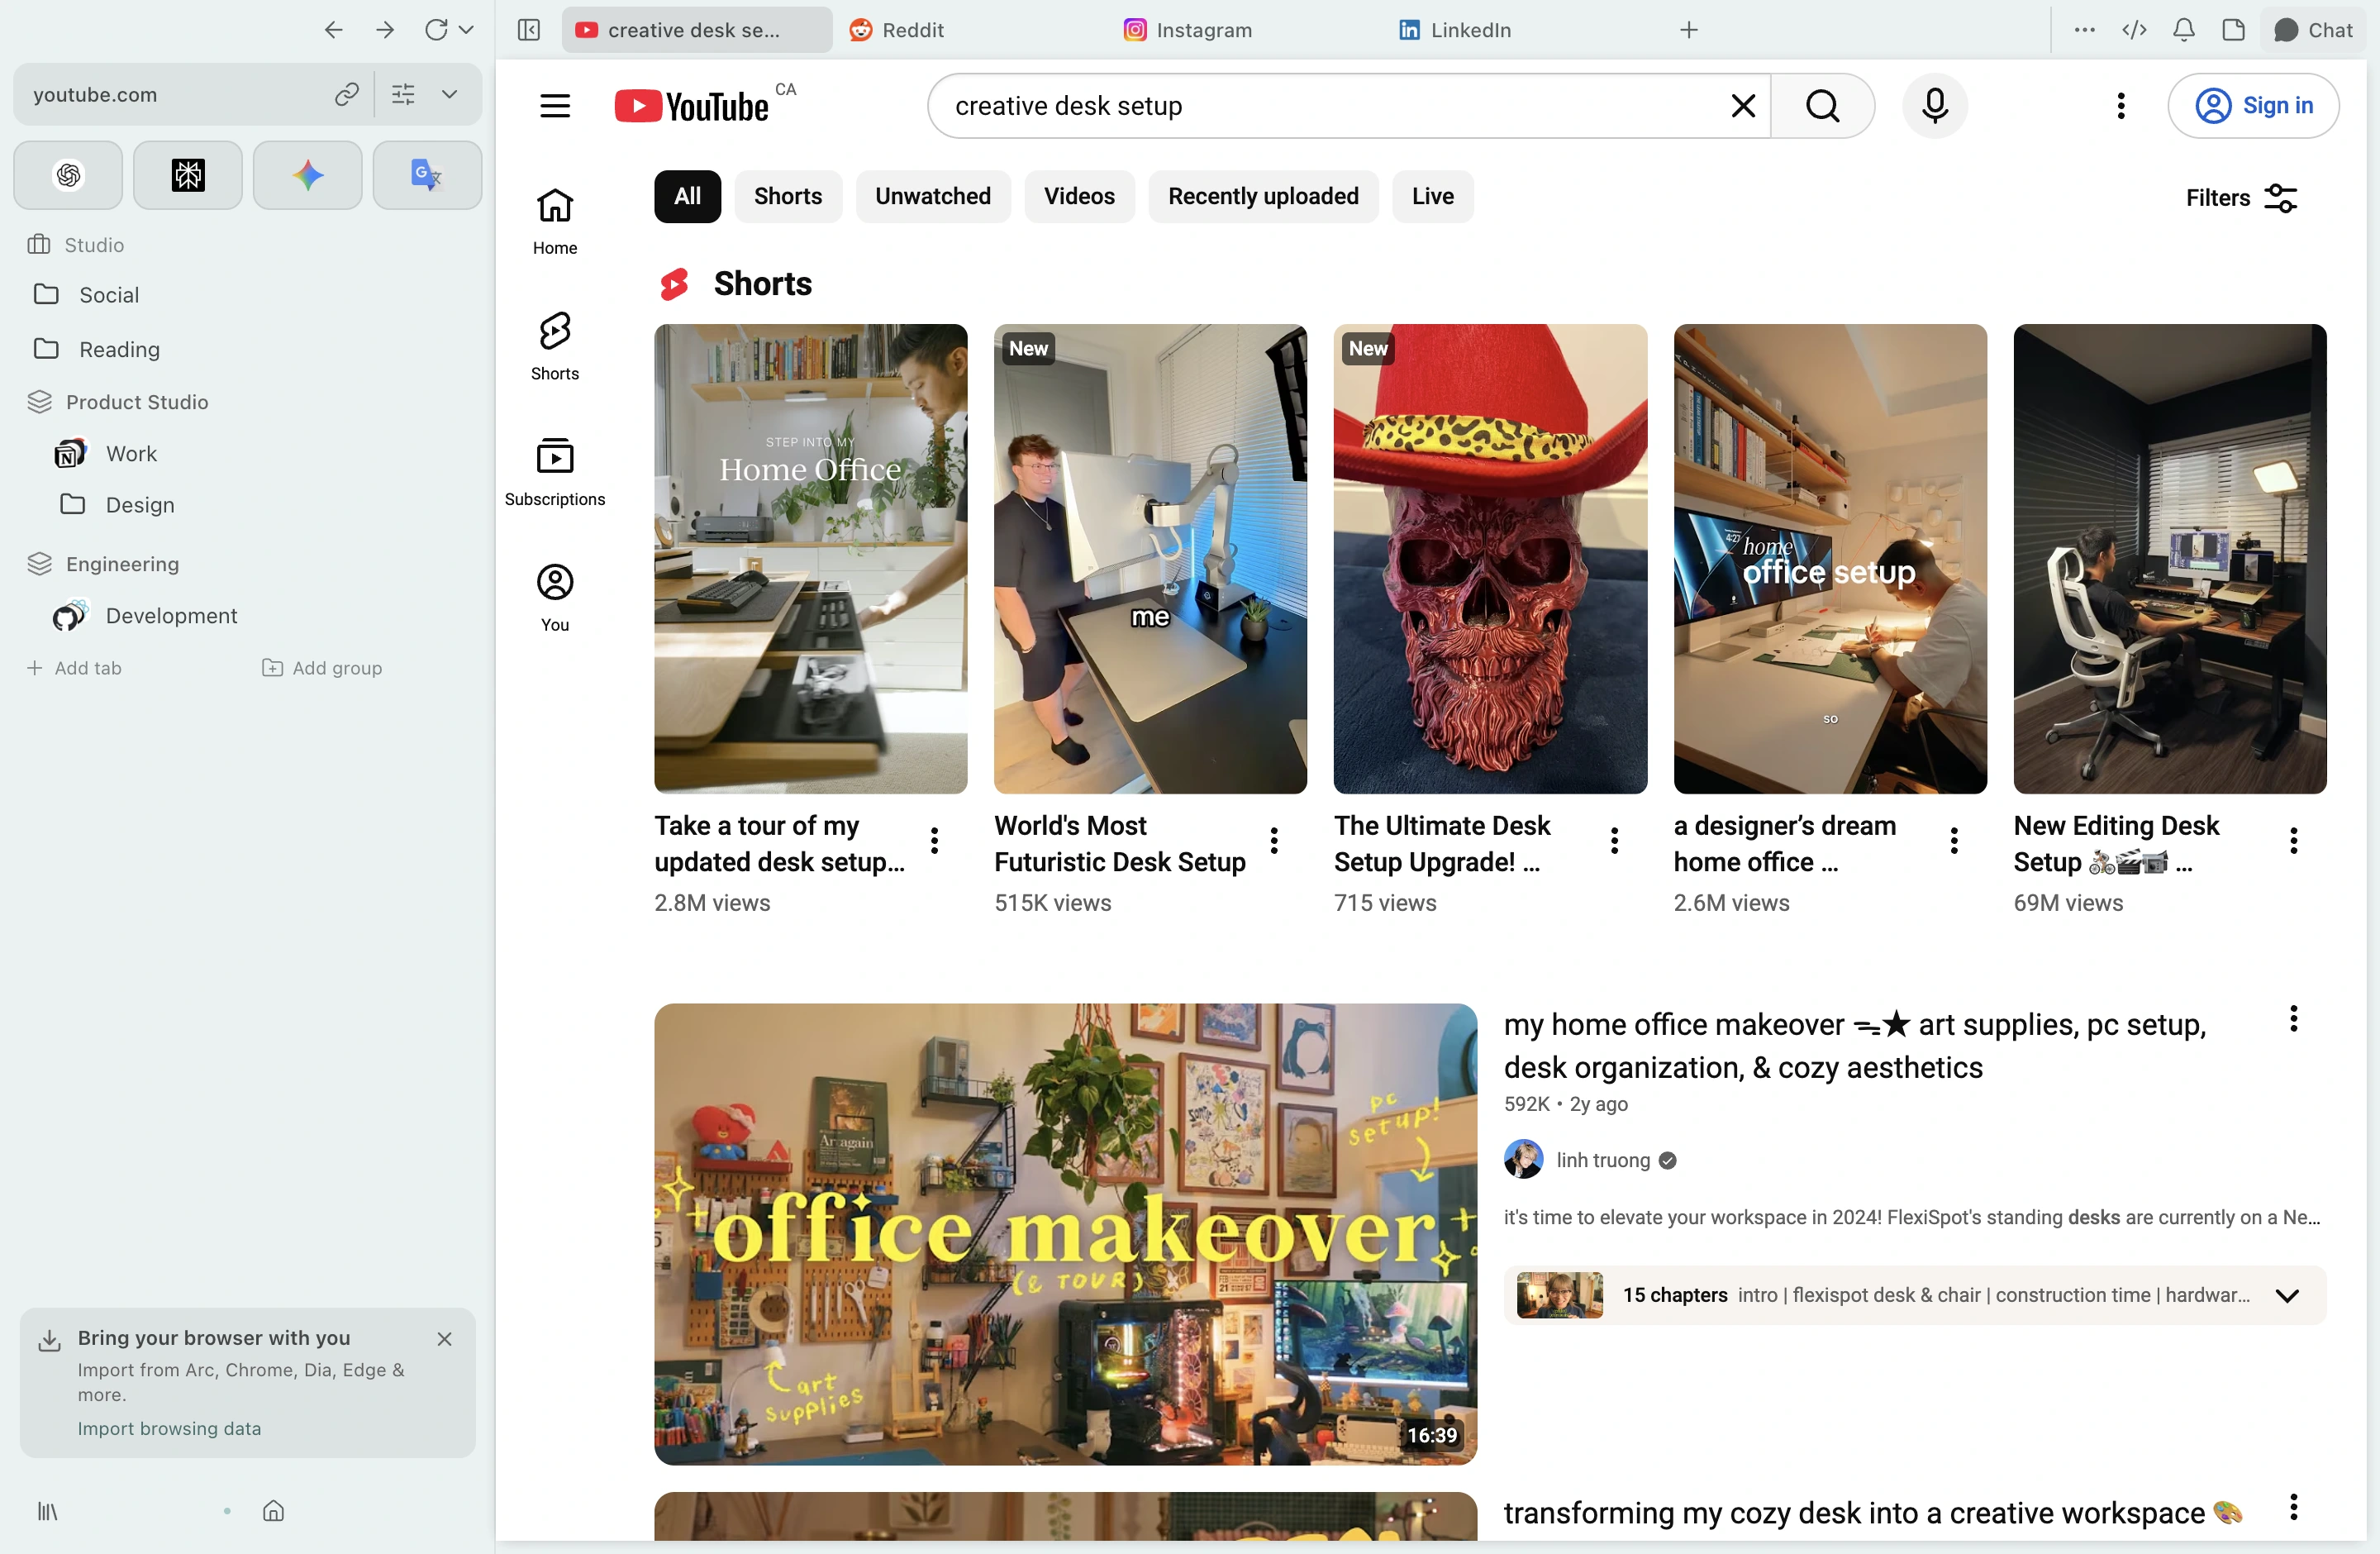 creative desk se...
Reddit
Instagram
LinkedIn
Chat
youtube.com
Studio
Social
Reading
Product Studio
Work
Design
Engineering
Development
Add tab
Add group
Bring your browser with you
Import from Arc, Chrome, Dia, Edge &
more.
Import browsing data
YouTube CA
creative desk setup
Sign in
Home
Shorts
Subscriptions
You
All
Shorts
Unwatched
Videos
Recently uploaded
Live
Filters
Shorts
STEP INTO MY
Home Office
New
me
New
4:27
home
office setup
so
Take a tour of my
updated desk setup...
2.8M views
World's Most
Futuristic Desk Setup
515K views
The Ultimate Desk
Setup Upgrade! ...
715 views
a designer’s dream
home office ...
2.6M views
New Editing Desk
Setup 🚴🎬📹 ...
69M views
Arcagain
pc
setup!
office makeover
(& TOUR)
art
supplies
16:39
my home office makeover ≕★ art supplies, pc setup,
desk organization, & cozy aesthetics
592K • 2y ago
linh truong
it's time to elevate your workspace in 2024! FlexiSpot's standing desks are currently on a Ne...
15 chapters intro | flexispot desk & chair | construction time | hardwar...
transforming my cozy desk into a creative workspace 🎨